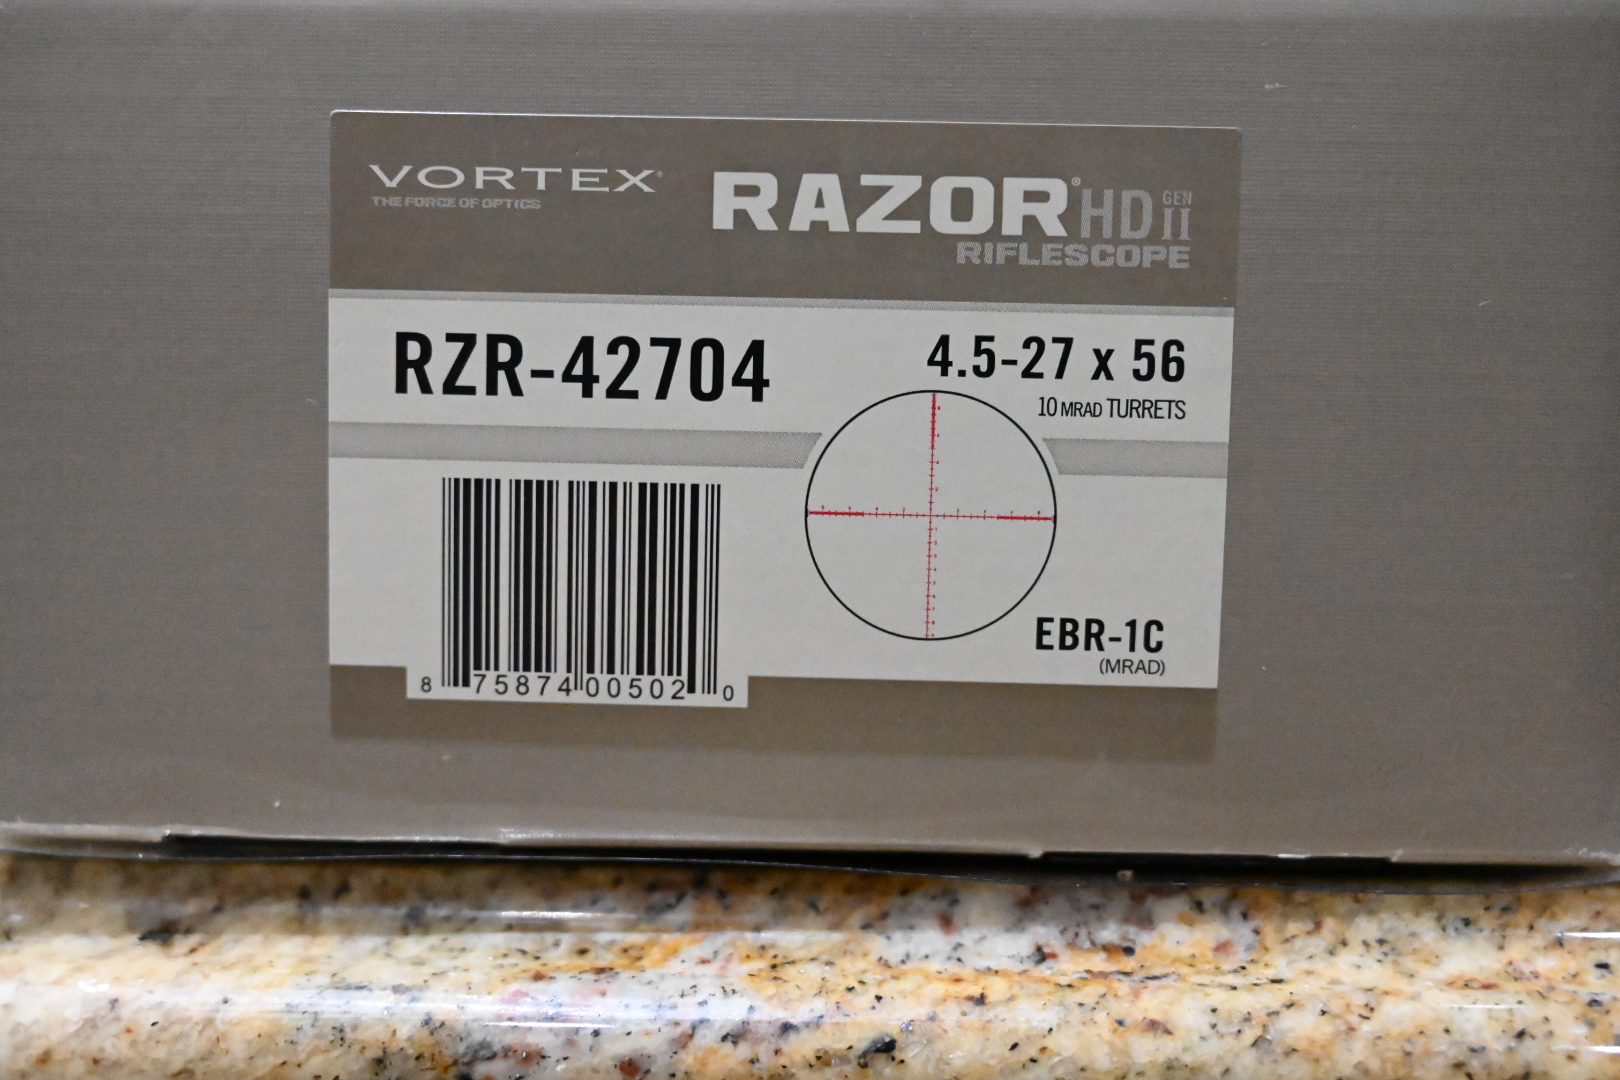 VORTEX®
THE FORCE OF OPTICS
RAZOR® HD GEN II
RIFLESCOPE
RZR-42704
4.5-27 x 56
10 MRAD TURRETS
EBR-1C
(MRAD)
8 75874 00502 0